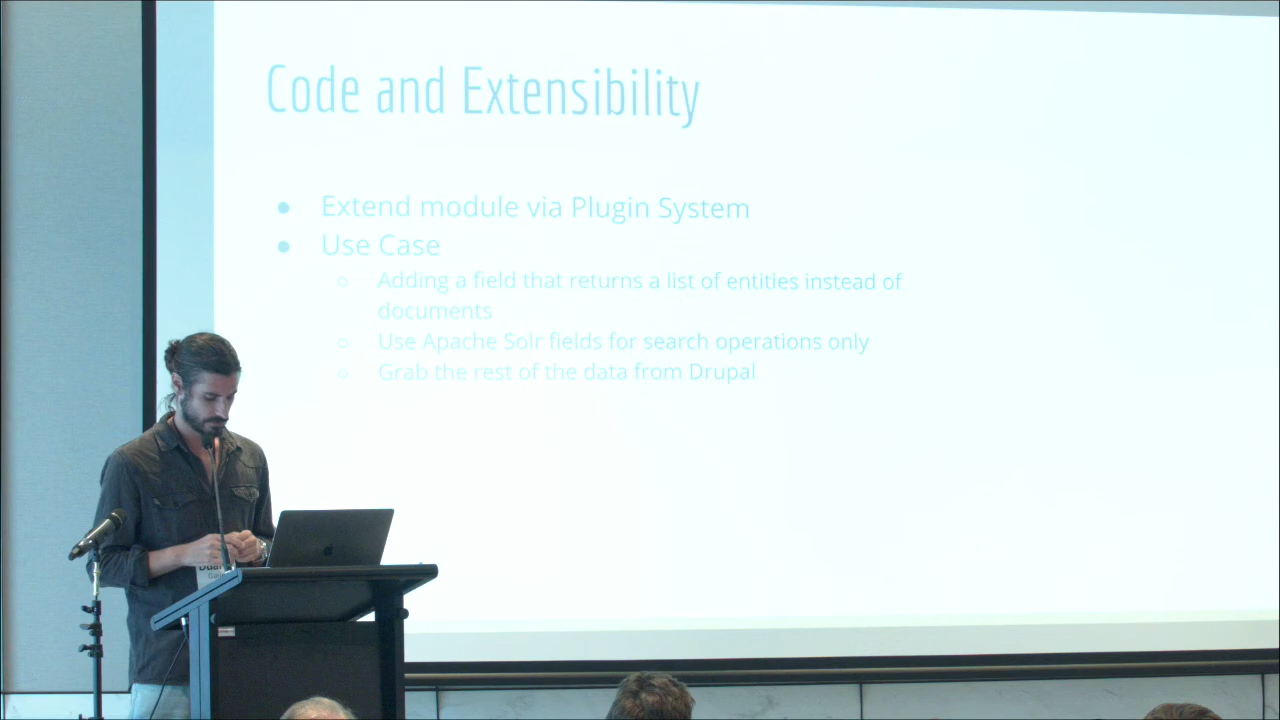 Code and Extensibility
● Extend module via Plugin System
● Use Case
○ Adding a field that returns a list of entities instead of
documents
○ Use Apache Solr fields for search operations only
○ Grab the rest of the data from Drupal